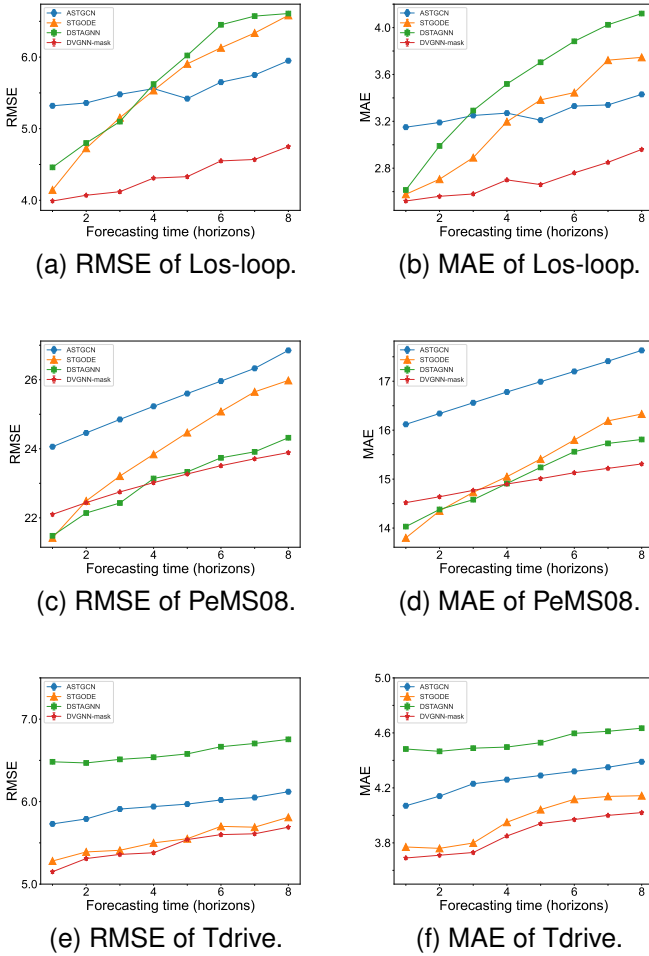 ASTGCN
STGODE
DSTAGNN
DVGNN-mask
6.0
5.0
4.0
RMSE
2 4 6 8
Forecasting time (horizons)
(a) RMSE of Los-loop.
ASTGCN
STGODE
DSTAGNN
DVGNN-mask
4.0
3.6
3.2
2.8
MAE
2 4 6 8
Forecasting time (horizons)
(b) MAE of Los-loop.
ASTGCN
STGODE
DSTAGNN
DVGNN-mask
26
24
22
RMSE
2 4 6 8
Forecasting time (horizons)
(c) RMSE of PeMS08.
ASTGCN
STGODE
DSTAGNN
DVGNN-mask
17
16
15
14
MAE
2 4 6 8
Forecasting time (horizons)
(d) MAE of PeMS08.
ASTGCN
STGODE
DSTAGNN
DVGNN-mask
7.0
6.0
5.0
RMSE
2 4 6 8
Forecasting time (horizons)
(e) RMSE of Tdrive.
ASTGCN
STGODE
DSTAGNN
DVGNN-mask
5.0
4.6
4.2
3.8
MAE
2 4 6 8
Forecasting time (horizons)
(f) MAE of Tdrive.